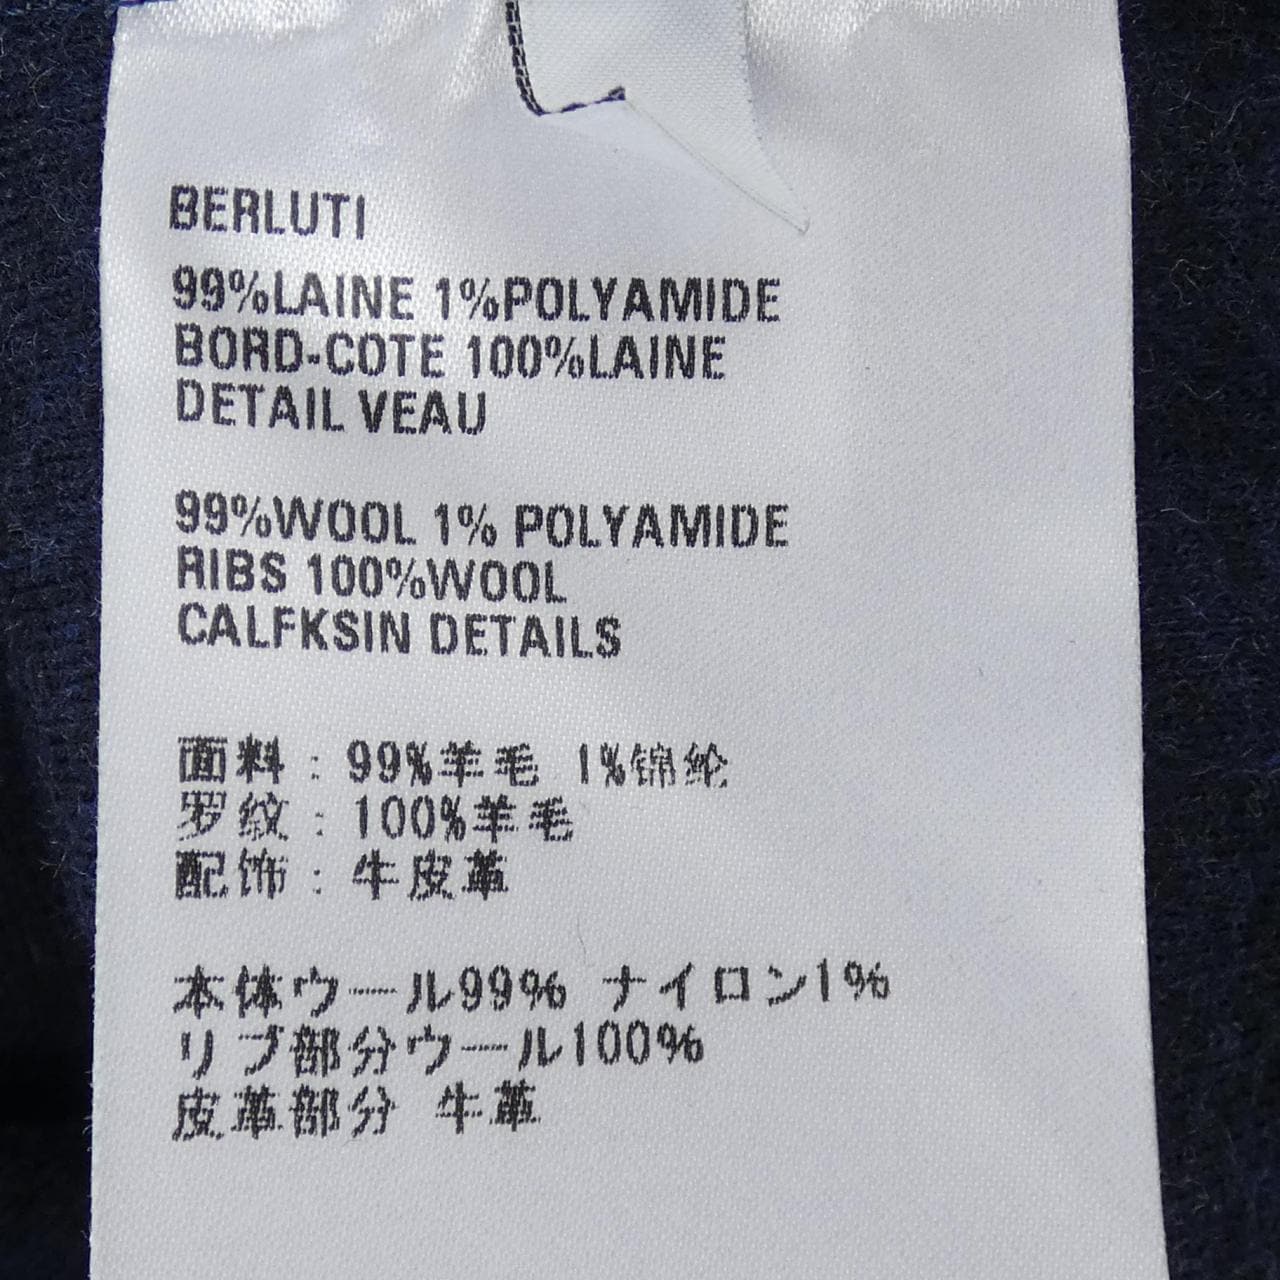 BERLUTI
99%LAINE 1%POLYAMIDE
BORD-COTE 100%LAINE
DETAIL VEAU
99%WOOL 1% POLYAMIDE
RIBS 100%WOOL
CALFKSIN DETAILS
面料：99%羊毛 1%锦纶
罗纹：100%羊毛
配饰：牛皮革
本体ウール99% ナイロン1%
リブ部分ウール100%
皮革部分 牛革